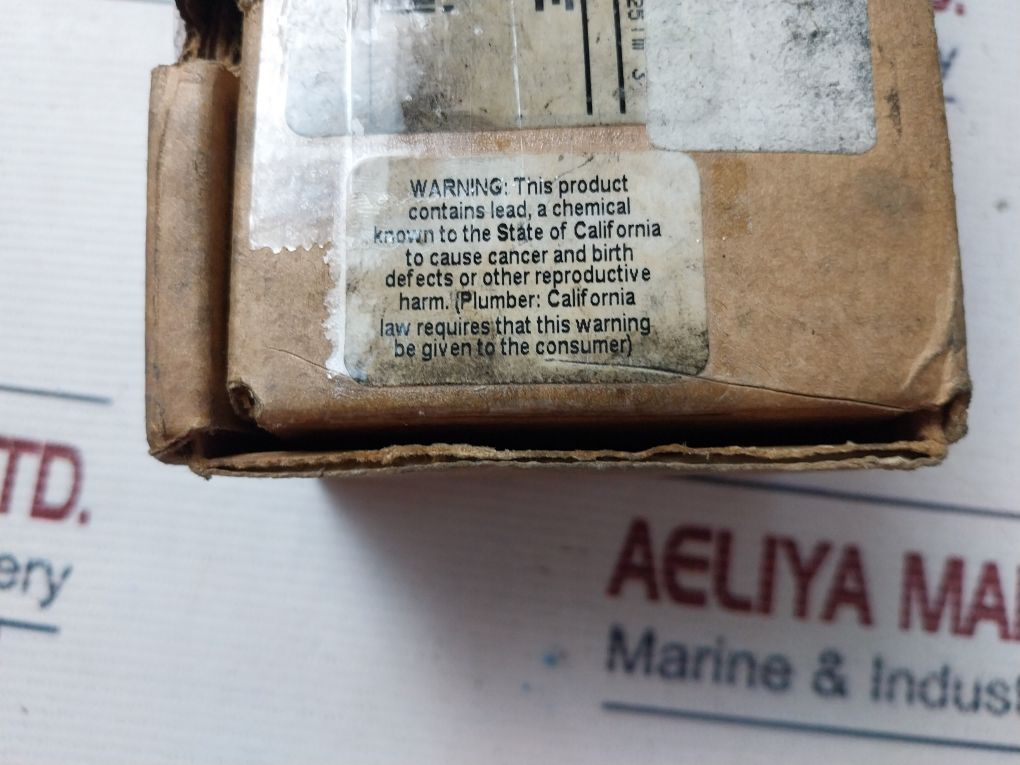 25
WARNING: This product
contains lead, a chemical
known to the State of California
to cause cancer and birth
defects or other reproductive
harm. (Plumber: California
law requires that this warning
be given to the consumer)
TD.
ery
AELIYA MA
Marine & Indust